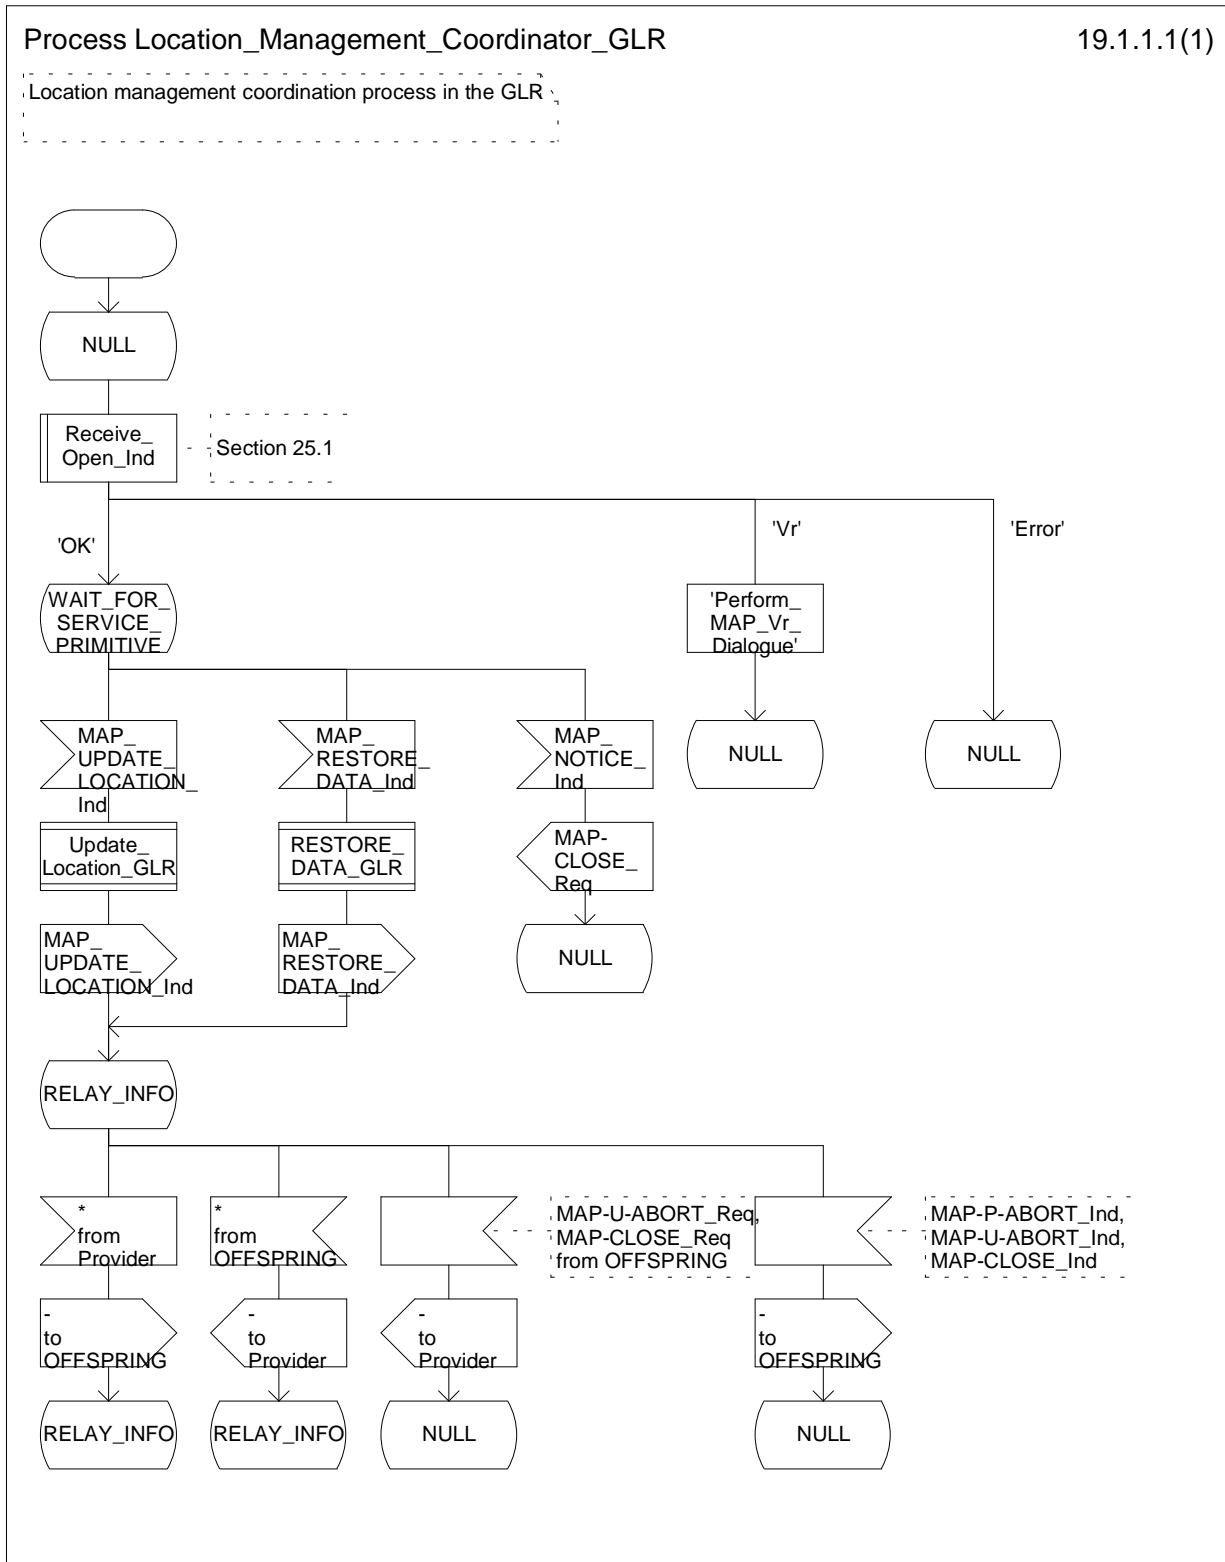 Process Location_Management_Coordinator_GLR
19.1.1.1(1)
Location management coordination process in the GLR
NULL
Receive_
Open_Ind
Section 25.1
'OK'
'Vr'
'Error'
WAIT_FOR_
SERVICE_
PRIMITIVE
'Perform_
MAP_Vr_
Dialogue'
MAP_
UPDATE_
LOCATION_
Ind
MAP_
RESTORE_
DATA_Ind
MAP_
NOTICE_
Ind
NULL
NULL
Update_
Location_GLR
RESTORE_
DATA_GLR
MAP-
CLOSE_
Req
MAP_
UPDATE_
LOCATION_Ind
MAP_
RESTORE_
DATA_Ind
NULL
RELAY_INFO
*
from
Provider
*
from
OFFSPRING
MAP-U-ABORT_Req,
MAP-CLOSE_Req
from OFFSPRING
MAP-P-ABORT_Ind,
MAP-U-ABORT_Ind,
MAP-CLOSE_Ind
-
to
OFFSPRING
-
to
Provider
-
to
Provider
-
to
OFFSPRING
RELAY_INFO
RELAY_INFO
NULL
NULL